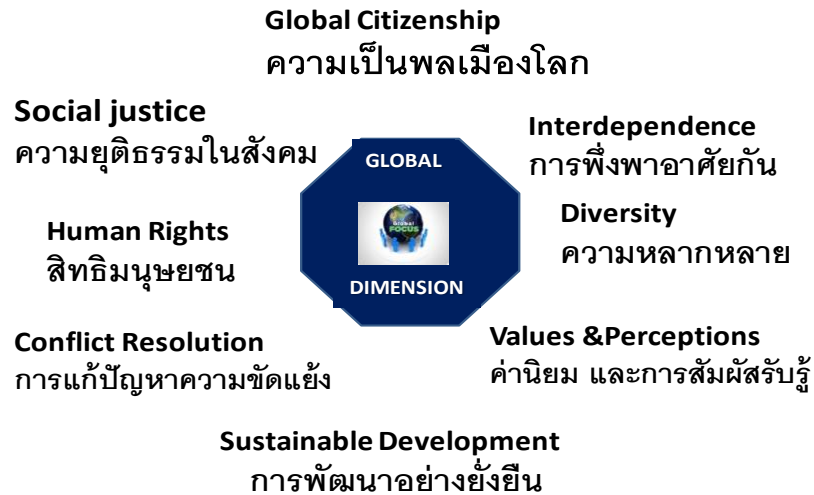 Global Citizenship
ความเป็นพลเมืองโลก
Social justice
ความยุติธรรมในสังคม
Interdependence
การพึ่งพาอาศัยกัน
GLOBAL
Global
FOCUS
DIMENSION
Human Rights
สิทธิมนุษยชน
Diversity
ความหลากหลาย
Conflict Resolution
การแก้ปัญหาความขัดแย้ง
Values &Perceptions
ค่านิยม และการสัมผัสรับรู้
Sustainable Development
การพัฒนาอย่างยั่งยืน